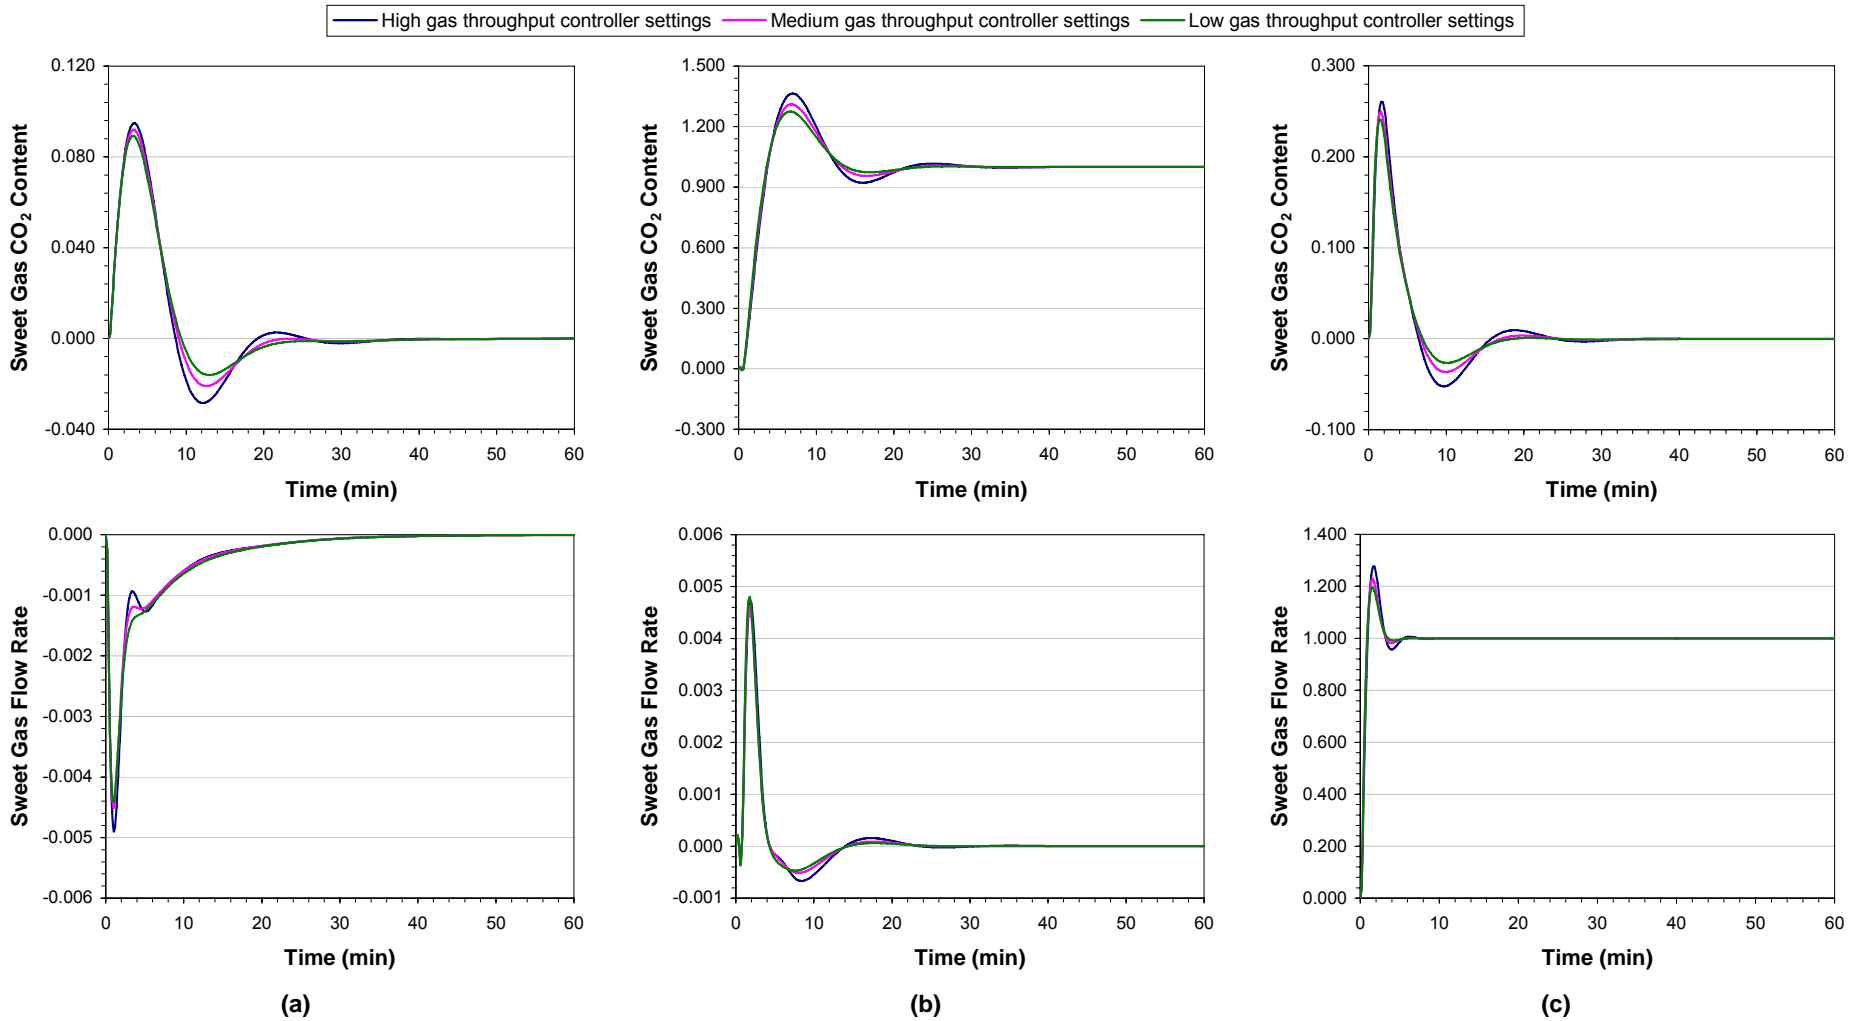 High gas throughput controller settings Medium gas throughput controller settings Low gas throughput controller settings
Sweet Gas CO₂ Content
0.120
0.080
0.040
0.000
-0.040
0 10 20 30 40 50 60
Time (min)
Sweet Gas CO₂ Content
1.500
1.200
0.900
0.600
0.300
0.000
-0.300
0 10 20 30 40 50 60
Time (min)
Sweet Gas CO₂ Content
0.300
0.200
0.100
0.000
-0.100
0 10 20 30 40 50 60
Time (min)
Sweet Gas Flow Rate
0.000
-0.001
-0.002
-0.003
-0.004
-0.005
-0.006
0 10 20 30 40 50 60
Time (min)
(a)
Sweet Gas Flow Rate
0.006
0.005
0.004
0.003
0.002
0.001
0.000
-0.001
0 10 20 30 40 50 60
Time (min)
(b)
Sweet Gas Flow Rate
1.400
1.200
1.000
0.800
0.600
0.400
0.200
0.000
0 10 20 30 40 50 60
Time (min)
(c)